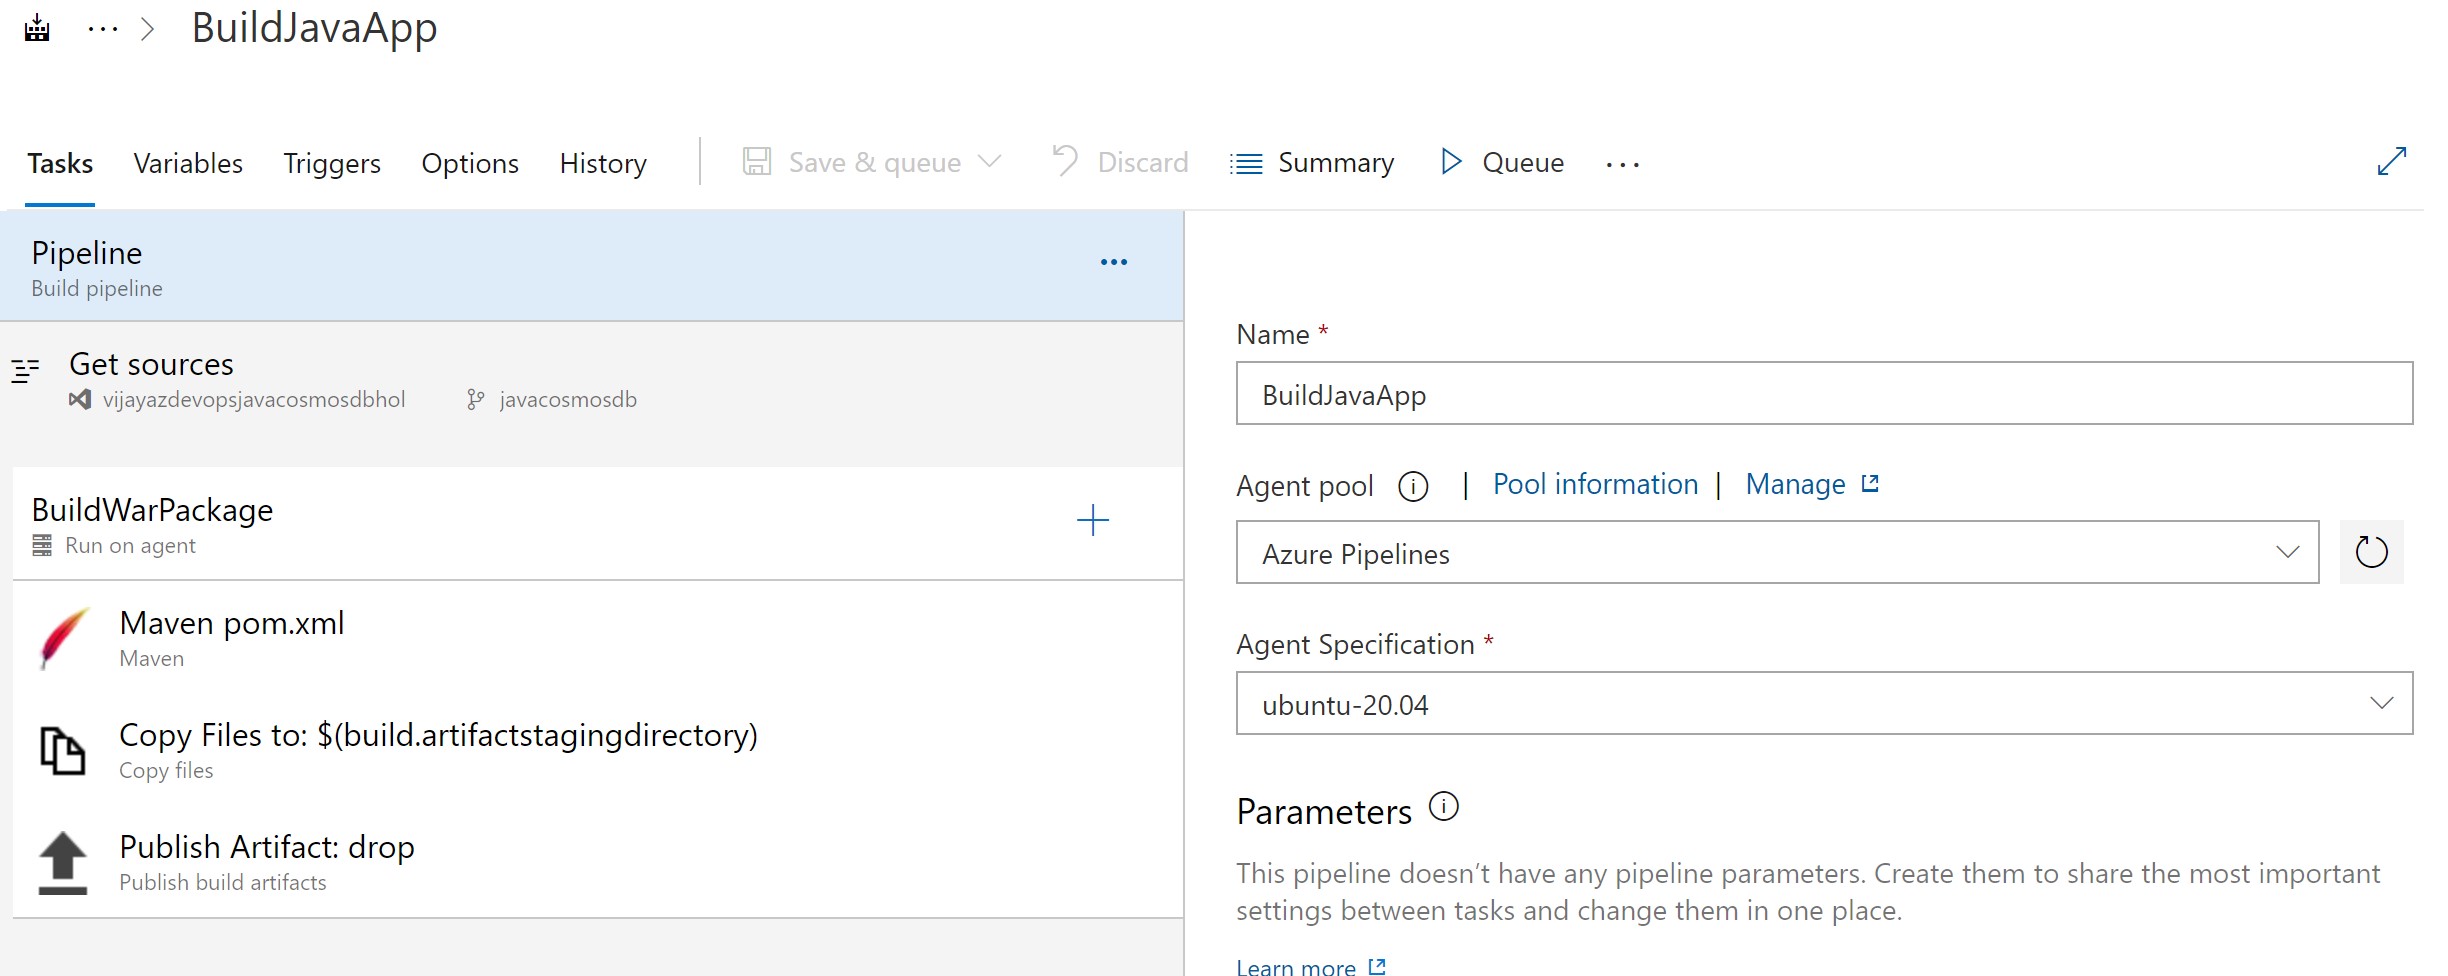 BuildJavaApp
Tasks Variables Triggers Options History Save & queue Discard Summary Queue
Pipeline
Build pipeline
Get sources
vijayazdevopsjavacosmosdbhol javacosmosdb
BuildWarPackage
Run on agent
Maven pom.xml
Maven
Copy Files to: $(build.artifactstagingdirectory)
Copy files
Publish Artifact: drop
Publish build artifacts
Name *
BuildJavaApp
Agent pool | Pool information | Manage
Azure Pipelines
Agent Specification *
ubuntu-20.04
Parameters
This pipeline doesn’t have any pipeline parameters. Create them to share the most important
settings between tasks and change them in one place.
Learn more